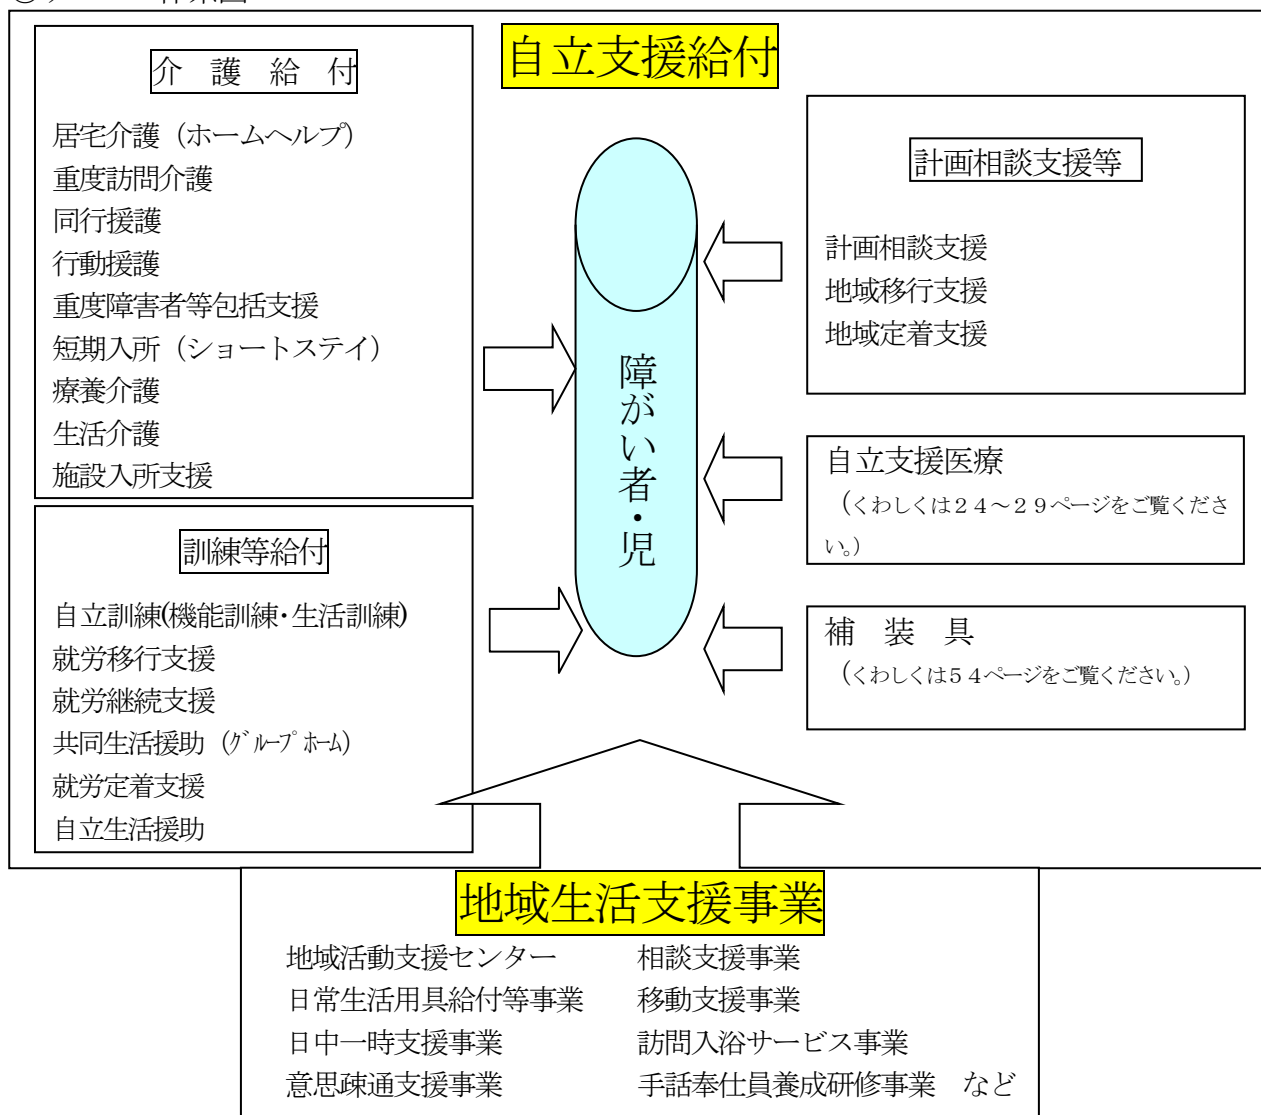 自立支援給付
介護給付
居宅介護（ホームヘルプ）
重度訪問介護
同行援護
行動援護
重度障害者等包括支援
短期入所（ショートステイ）
療養介護
生活介護
施設入所支援
訓練等給付
自立訓練(機能訓練・生活訓練)
就労移行支援
就労継続支援
共同生活援助（グループホーム）
就労定着支援
自立生活援助
障がい者・児
計画相談支援等
計画相談支援
地域移行支援
地域定着支援
自立支援医療
（くわしくは２４～２９ページをご覧くださ
い。）
補装具
（くわしくは５４ページをご覧ください。）
地域生活支援事業
地域活動支援センター　相談支援事業
日常生活用具給付等事業　移動支援事業
日中一時支援事業　訪問入浴サービス事業
意思疎通支援事業　手話奉仕員養成研修事業　など